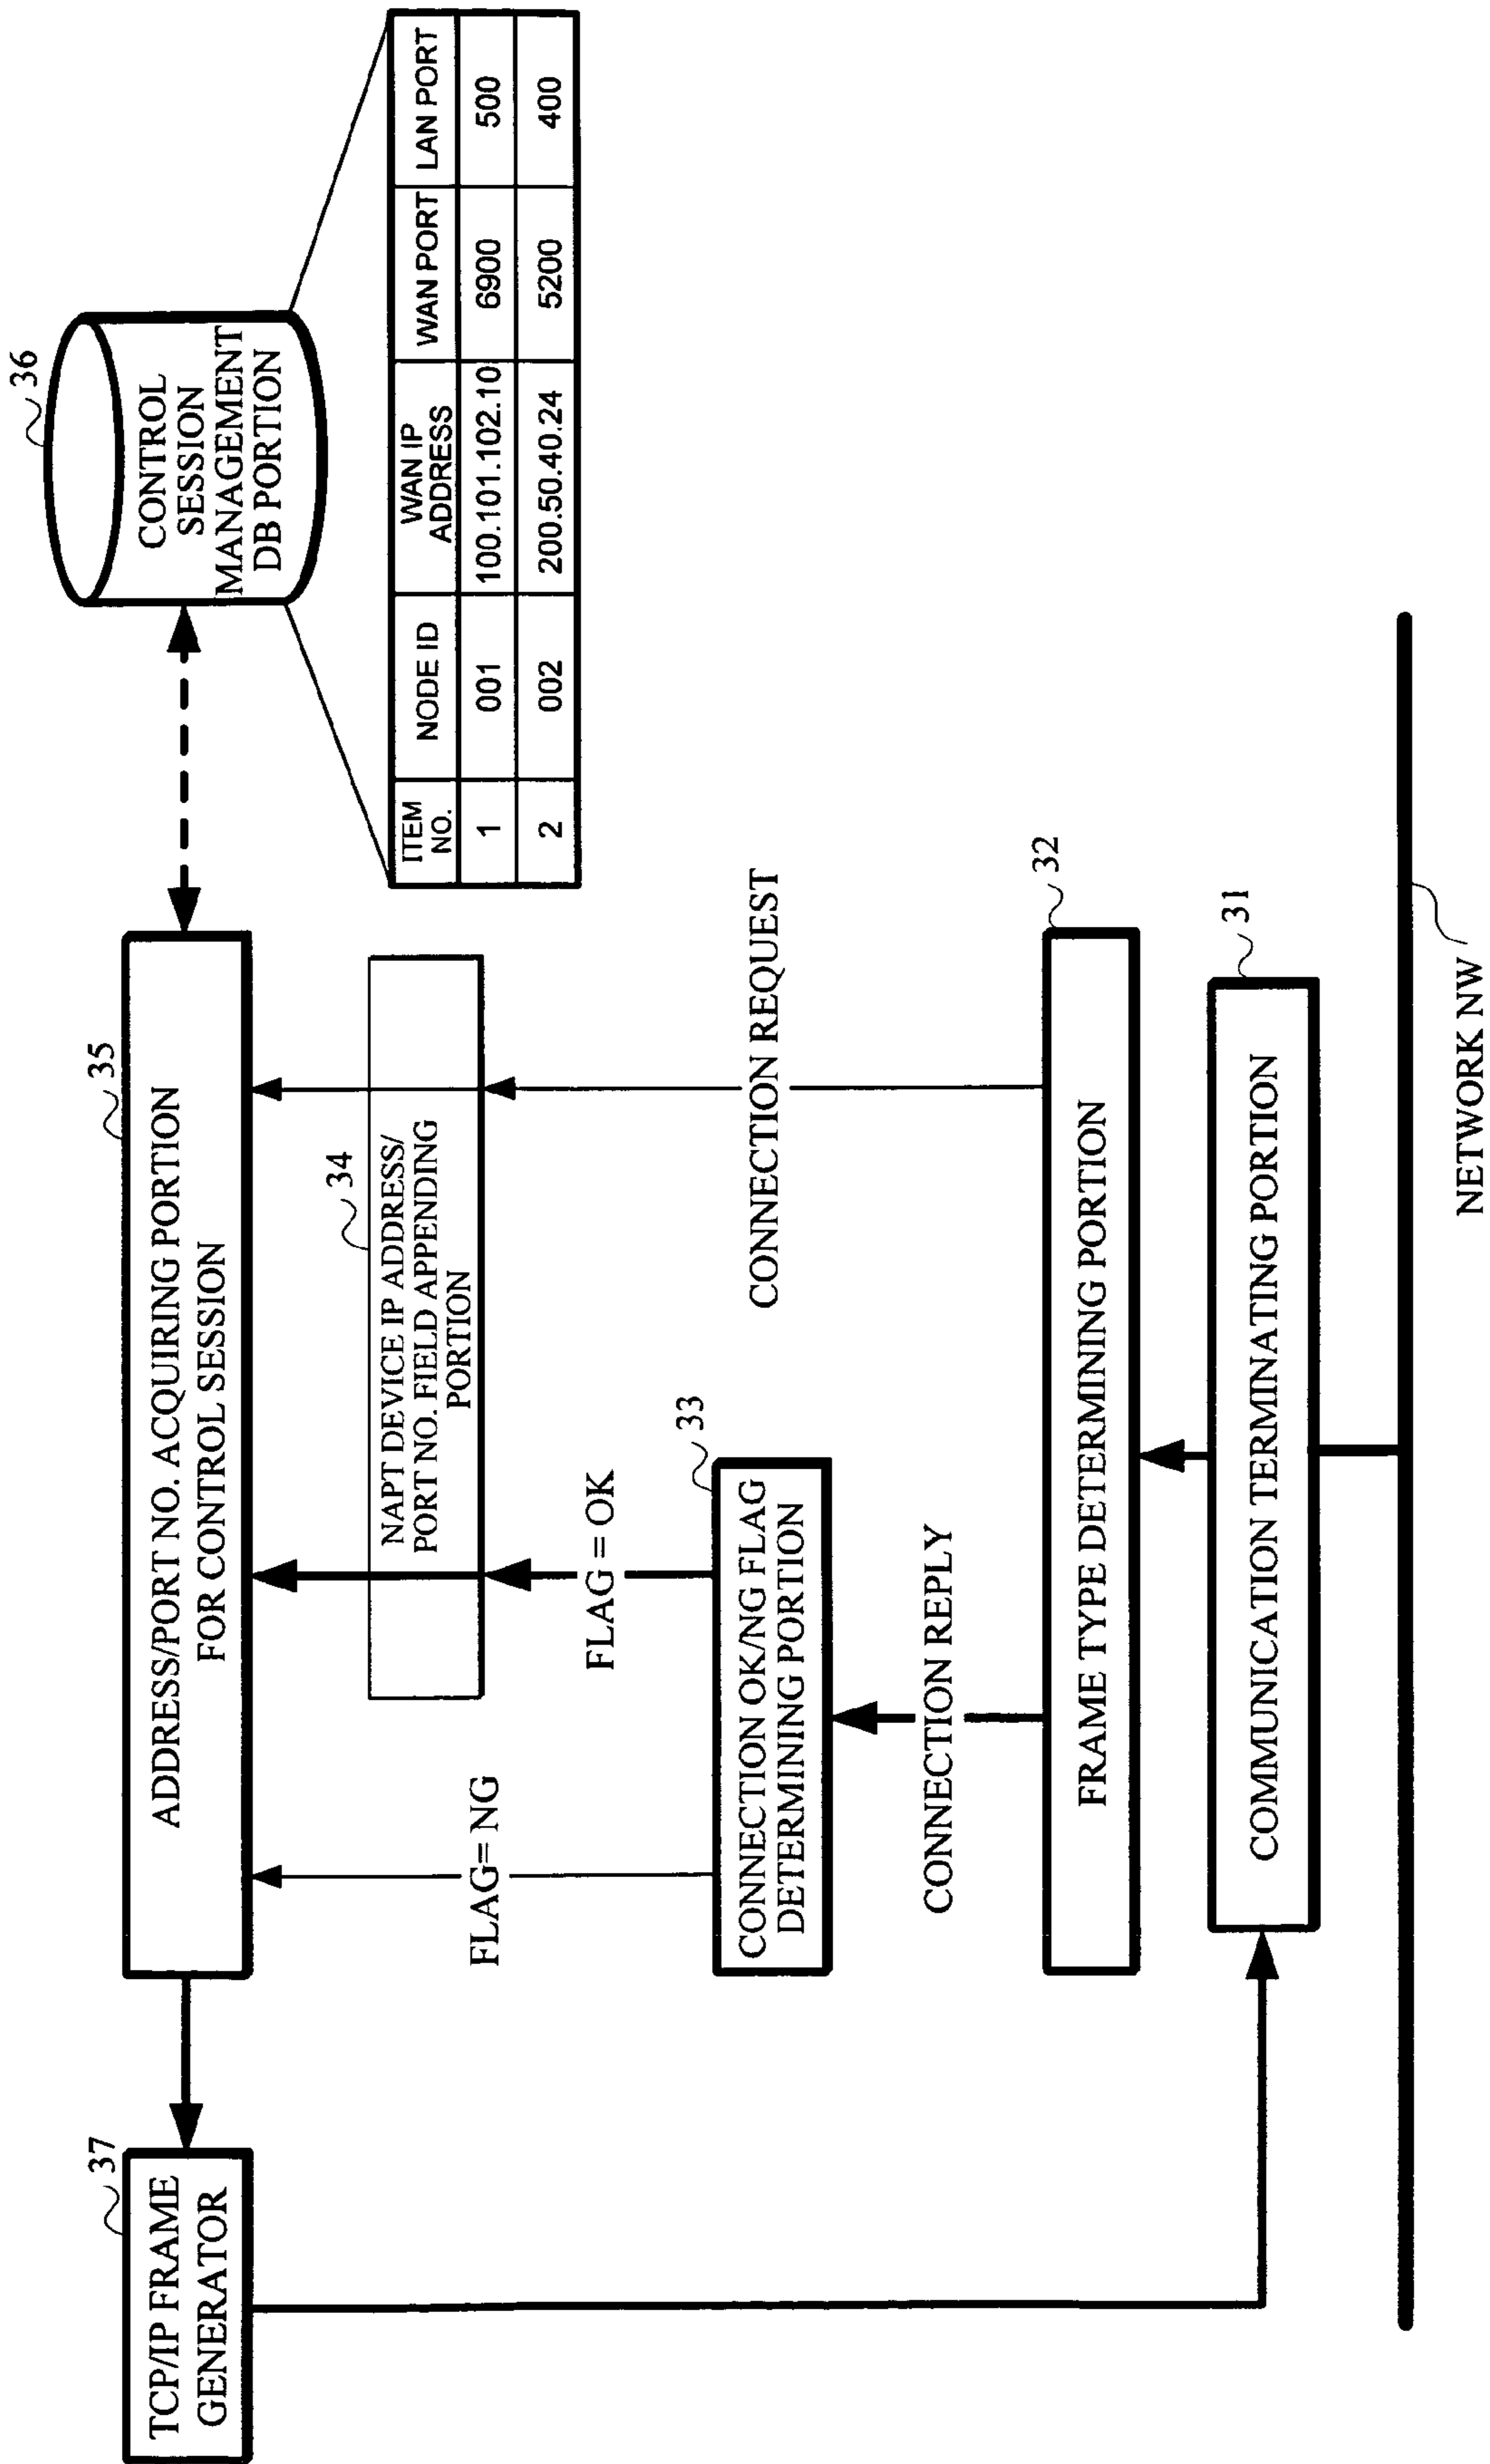 37
TCP/IP FRAME
GENERATOR
35
ADDRESS/PORT NO. ACQUIRING PORTION
FOR CONTROL SESSION
36
CONTROL
SESSION
MANAGEMENT
DB PORTION
ITEM
NO.
NODE ID
WAN IP
ADDRESS
WAN PORT
LAN PORT
1
001
100.101.102.10
6900
500
2
002
200.50.40.24
5200
400
34
NAPT DEVICE IP ADDRESS/
PORT NO. FIELD APPENDING
PORTION
FLAG= NG
FLAG = OK
33
CONNECTION OK/NG FLAG
DETERMINING PORTION
CONNECTION REPLY
CONNECTION REQUEST
32
FRAME TYPE DETERMINING PORTION
31
COMMUNICATION TERMINATING PORTION
NETWORK NW